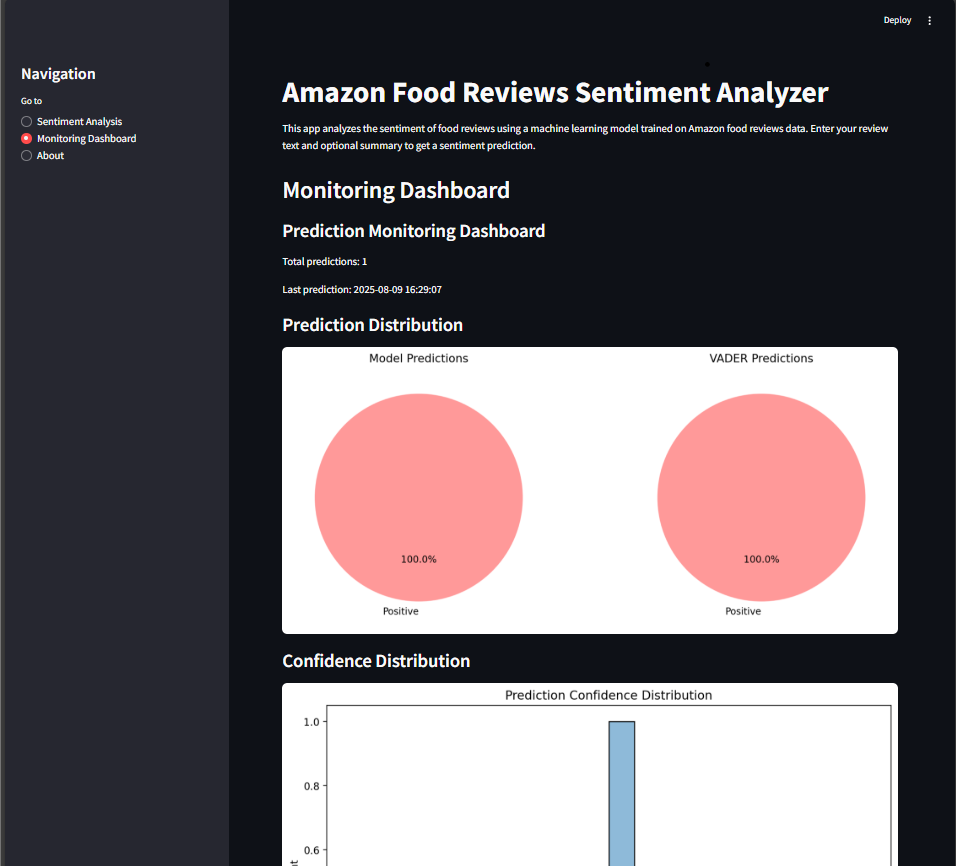 Deploy
Navigation
Go to
Sentiment Analysis
Monitoring Dashboard
About
Amazon Food Reviews Sentiment Analyzer
This app analyzes the sentiment of food reviews using a machine learning model trained on Amazon food reviews data. Enter your review
text and optional summary to get a sentiment prediction.
Monitoring Dashboard
Prediction Monitoring Dashboard
Total predictions: 1
Last prediction: 2025-08-09 16:29:07
Prediction Distribution
Model Predictions
VADER Predictions
100.0%
100.0%
Positive
Positive
Confidence Distribution
Prediction Confidence Distribution
1.0
0.8
0.6